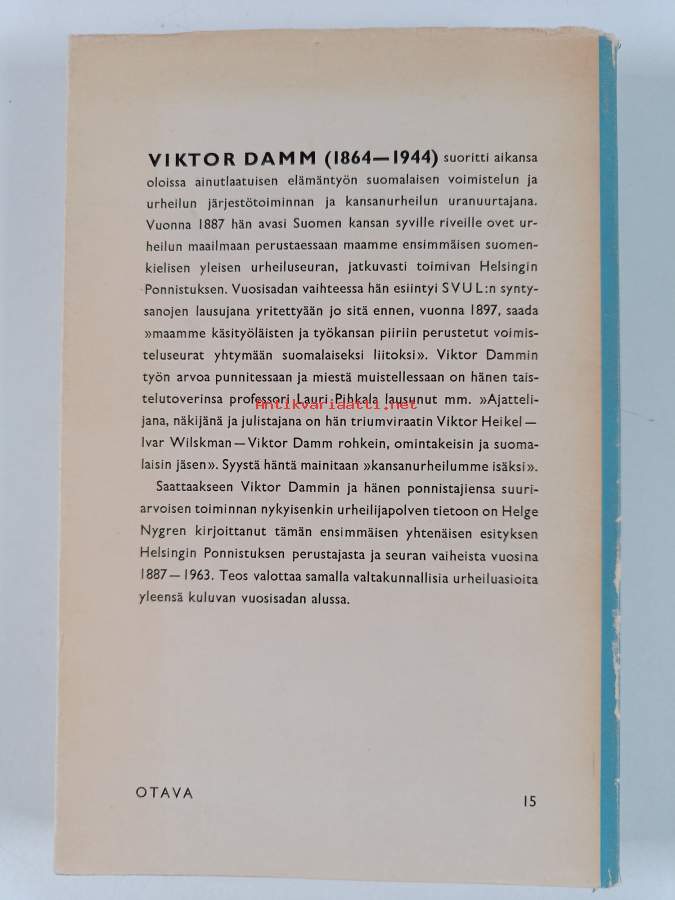 VIKTOR DAMM (1864—1944) suoritti aikansa
oloissa ainutlaatuisen elämäntyön suomalaisen voimistelun ja
urheilun järjestötoiminnan ja kansanurheilun uranuurtajana.
Vuonna 1887 hän avasi Suomen kansan syville riveille ovet ur-
heilun maailmaan perustaessaan maamme ensimmäisen suomen-
kielisen yleisen urheiluseuran, jatkuvasti toimivan Helsingin
Ponnistuksen. Vuosisadan vaihteessa hän esiintyi SVUL:n synty-
sanojen lausujana yritettyään jo sitä ennen, vuonna 1897, saada
»maamme käsityöläisten ja työkansan piiriin perustetut voimis-
teluseurat yhtymään suomalaiseksi liitoksi». Viktor Dammin
työn arvoa punnitessaan ja miestä muistellessaan on hänen tais-
telutoverinsa professori Lauri Pihkala lausunut mm. »Ajatteli-
Antikvariaatti.net
jana, näkijänä ja julistajana on hän triumviraatin Viktor Heikel—
Ivar Wilskman—Viktor Damm rohkein, omintakeisin ja suoma-
laisin jäsen». Syystä häntä mainitaan »kansanurheilumme isäksi».
Saattaakseen Viktor Dammin ja hänen ponnistajiensa suuri-
arvoisen toiminnan nykyisenkin urheilijapolven tietoon on Helge
Nygren kirjoittanut tämän ensimmäisen yhtenäisen esityksen
Helsingin Ponnistuksen perustajasta ja seuran vaiheista vuosina
1887—1963. Teos valottaa samalla valtakunnallisia urheiluasioita
yleensä kuluvan vuosisadan alussa.
OTAVA
15